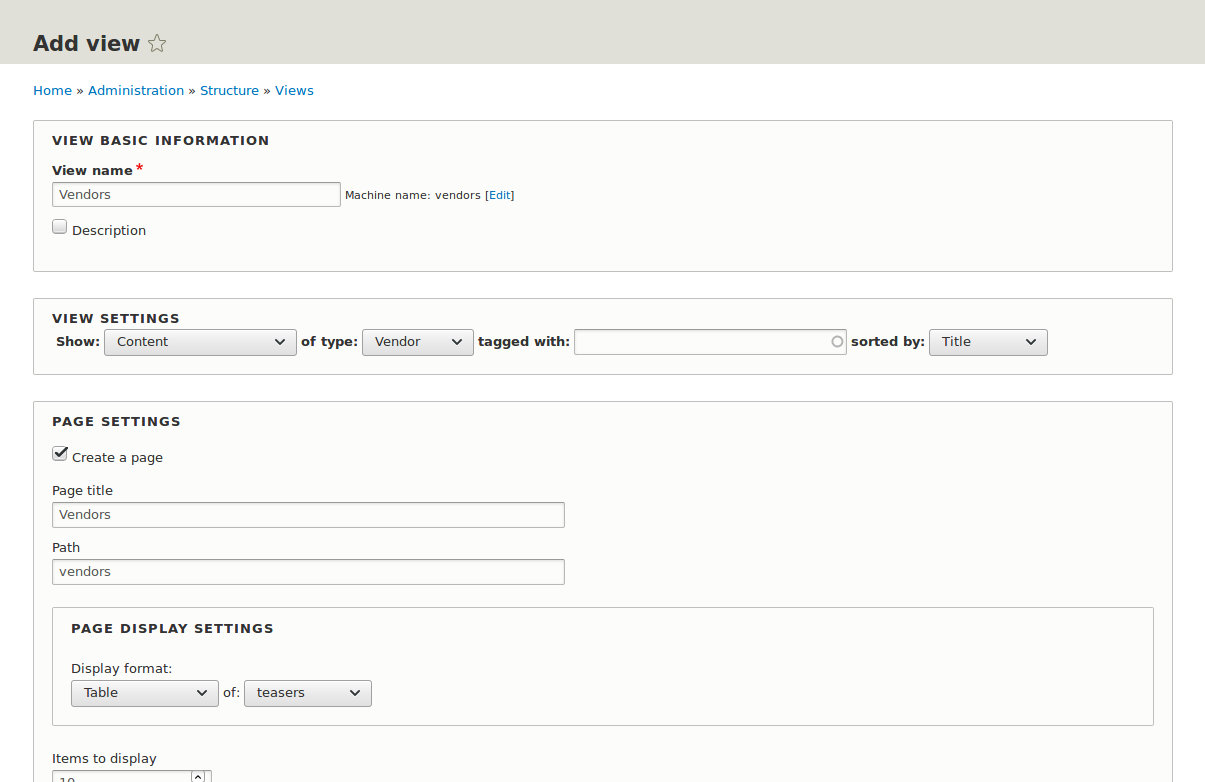 Add view
Home » Administration » Structure » Views
VIEW BASIC INFORMATION
View name*
Vendors Machine name: vendors [Edit]
Description
VIEW SETTINGS
Show: Content of type: Vendor tagged with: sorted by: Title
PAGE SETTINGS
Create a page
Page title
Vendors
Path
vendors
PAGE DISPLAY SETTINGS
Display format:
Table of: teasers
Items to display
10